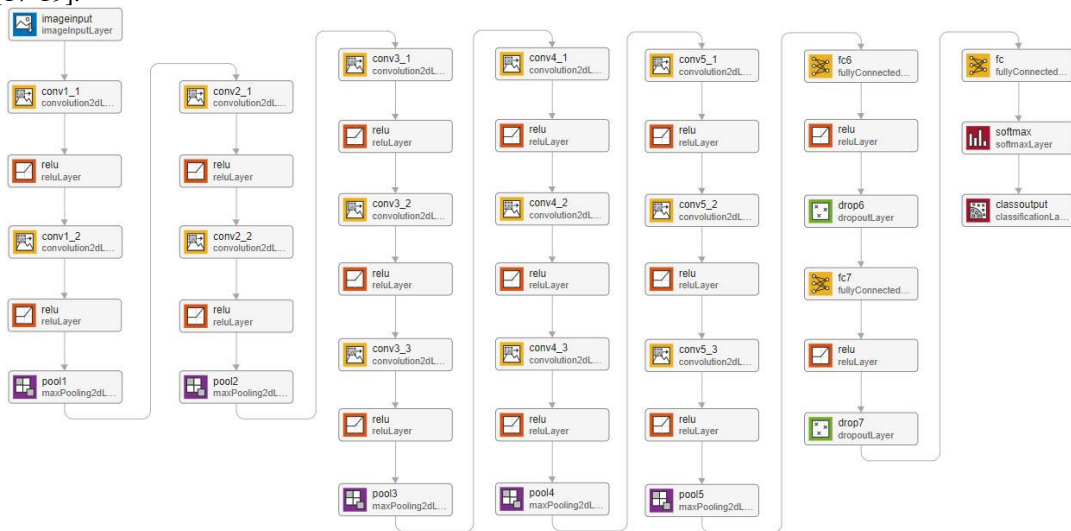 imageinput
imageInputLayer
conv1_1
convolution2dL...
relu
reluLayer
conv1_2
convolution2dL...
relu
reluLayer
pool1
maxPooling2dL...
conv2_1
convolution2dL...
relu
reluLayer
conv2_2
convolution2dL...
relu
reluLayer
pool2
maxPooling2dL...
conv3_1
convolution2dL...
relu
reluLayer
conv3_2
convolution2dL...
relu
reluLayer
conv3_3
convolution2dL...
relu
reluLayer
pool3
maxPooling2dL...
conv4_1
convolution2dL...
relu
reluLayer
conv4_2
convolution2dL...
relu
reluLayer
conv4_3
convolution2dL...
relu
reluLayer
pool4
maxPooling2dL...
conv5_1
convolution2dL...
relu
reluLayer
conv5_2
convolution2dL...
relu
reluLayer
conv5_3
convolution2dL...
relu
reluLayer
pool5
maxPooling2dL...
fc6
fullyConnected...
relu
reluLayer
drop6
dropoutLayer
fc7
fullyConnected...
relu
reluLayer
drop7
dropoutLayer
fc
fullyConnected...
softmax
softmaxLayer
classoutput
classificationLa...